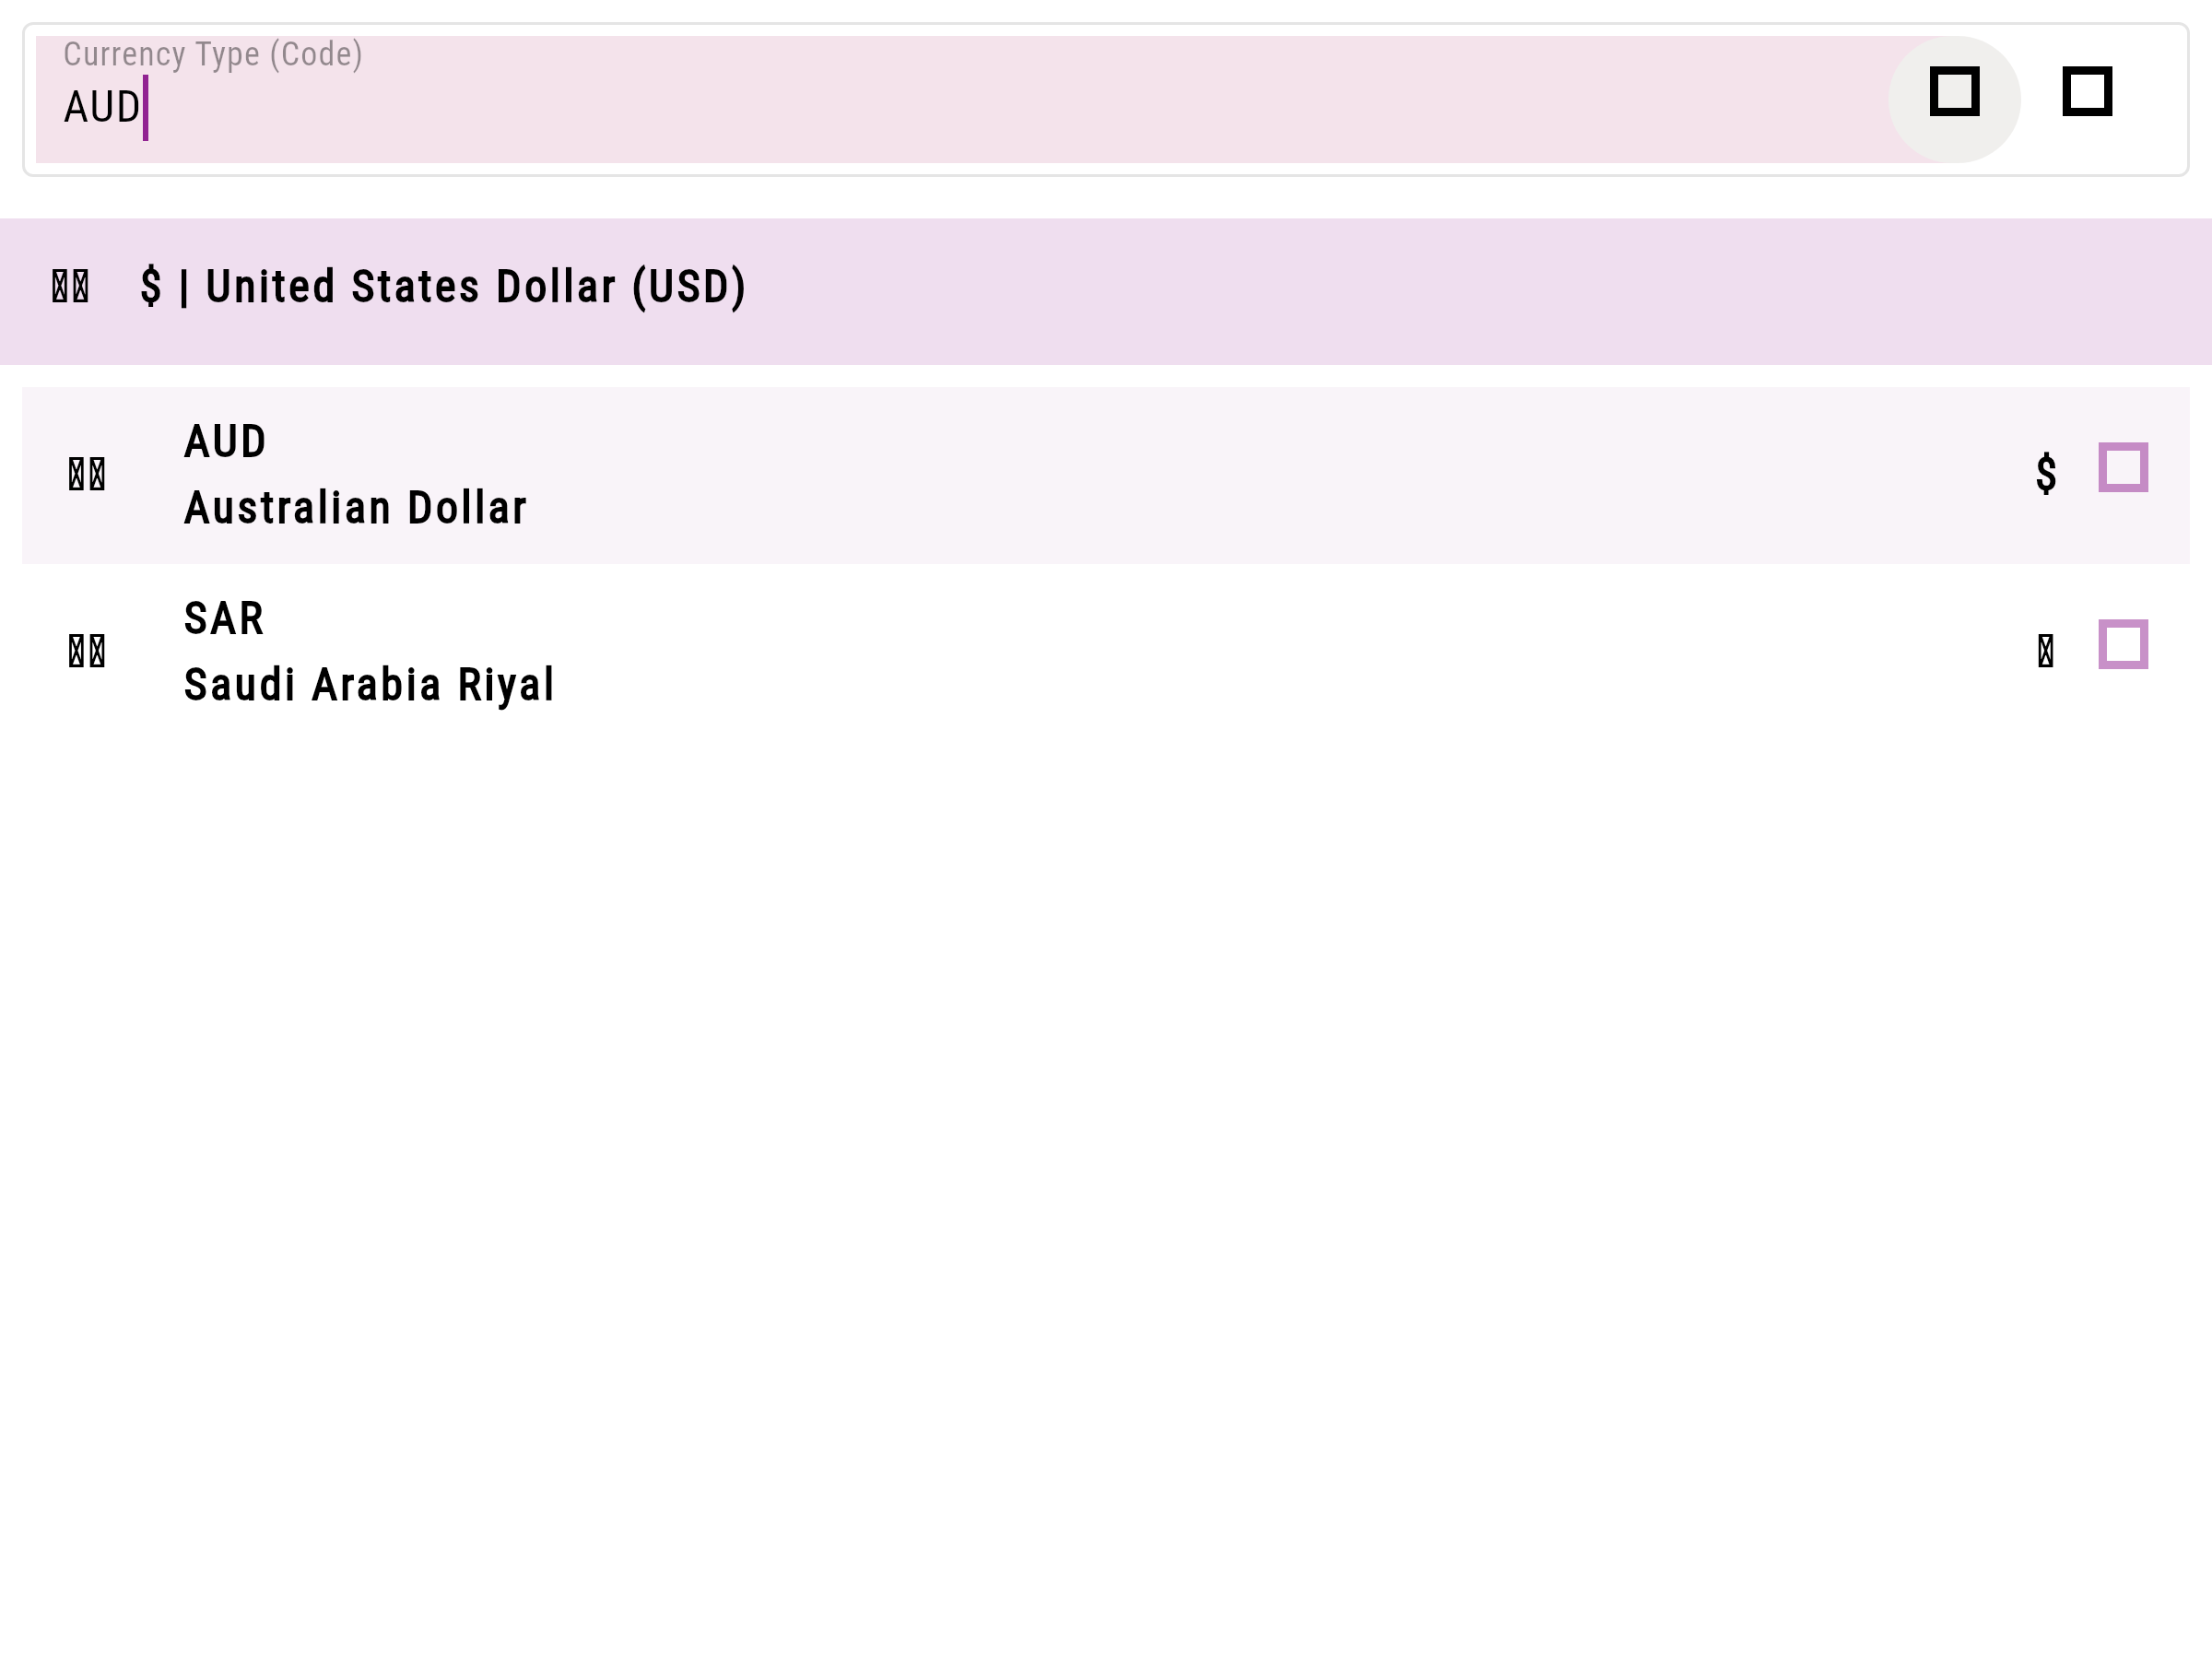 Currency Type (Code)
AUD
$ | United States Dollar (USD)
AUD
Australian Dollar
$
SAR
Saudi Arabia Riyal